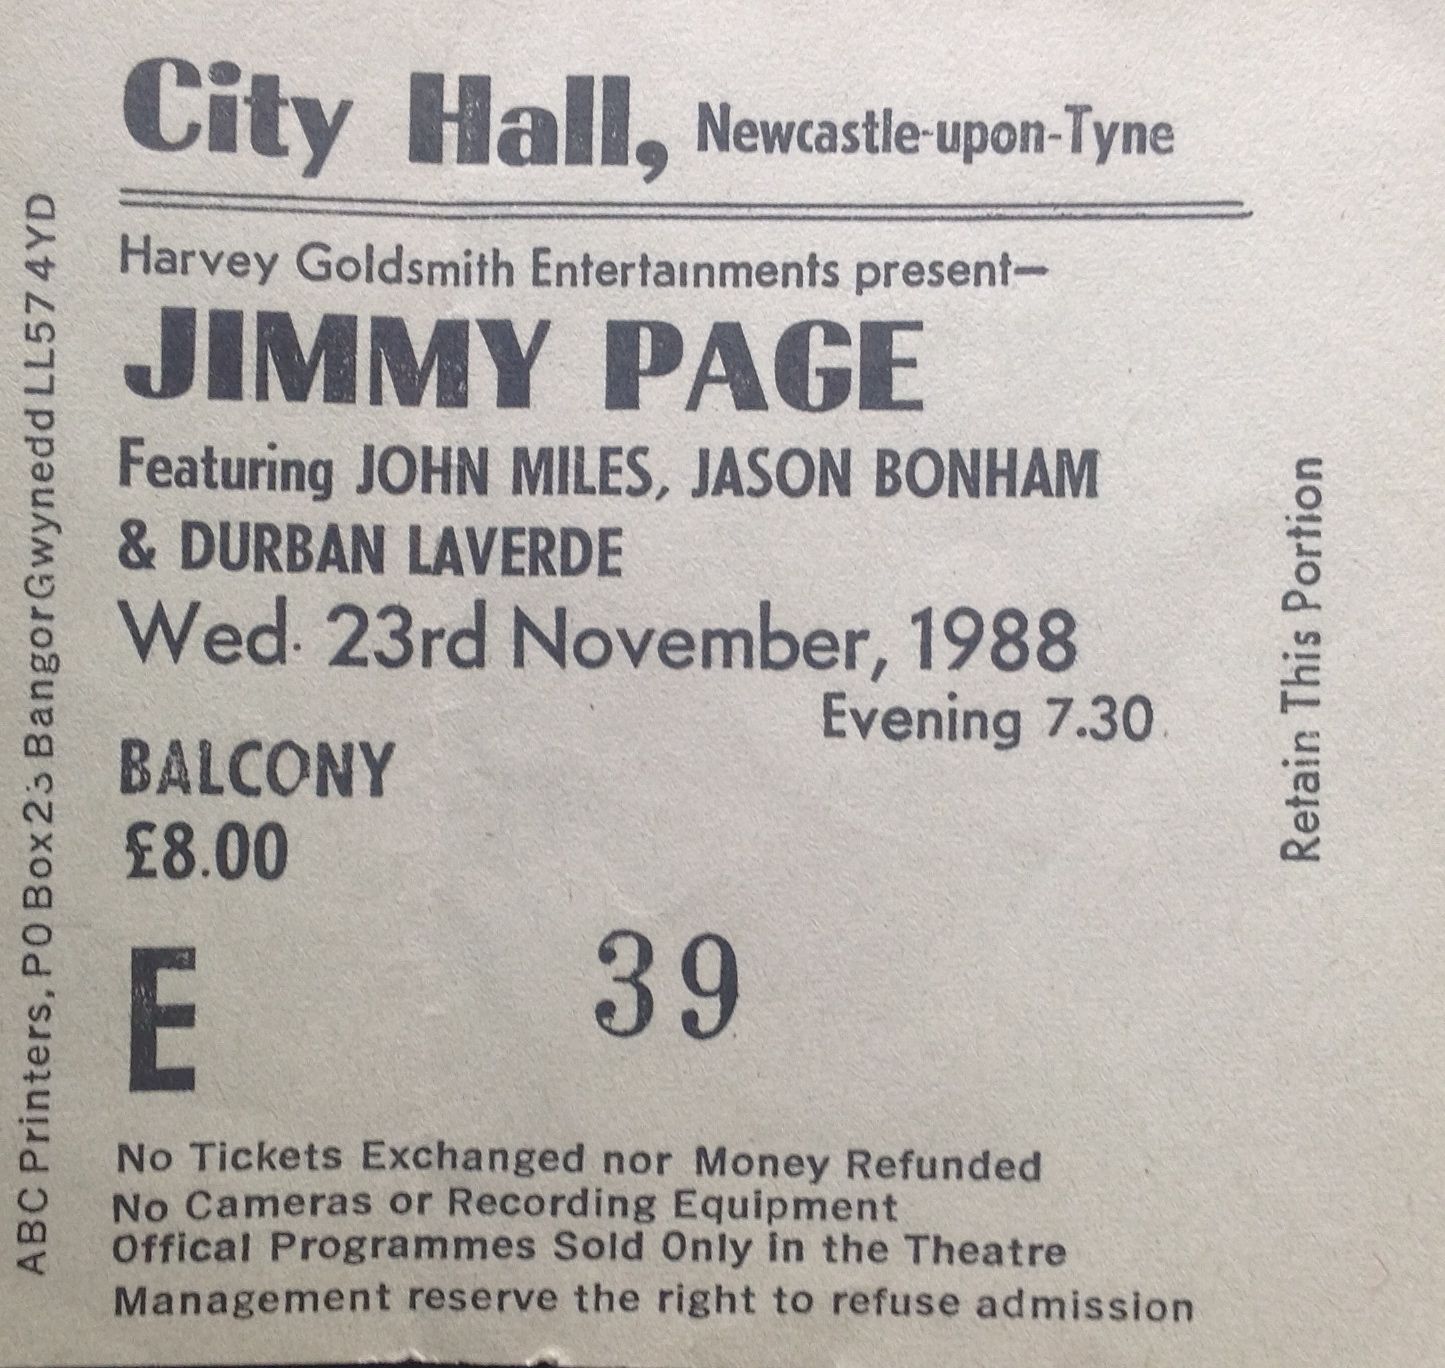 City Hall, Newcastle-upon-Tyne
Harvey Goldsmith Entertainments present—
JIMMY PAGE
Featuring JOHN MILES, JASON BONHAM
& DURBAN LAVERDE
Wed. 23rd November, 1988
Evening 7.30
BALCONY
£8.00
E 39
No Tickets Exchanged nor Money Refunded
No Cameras or Recording Equipment
Offical Programmes Sold Only in the Theatre
Management reserve the right to refuse admission
ABC Printers, PO Box 23 Bangor Gwynedd LL57 4YD
Retain This Portion